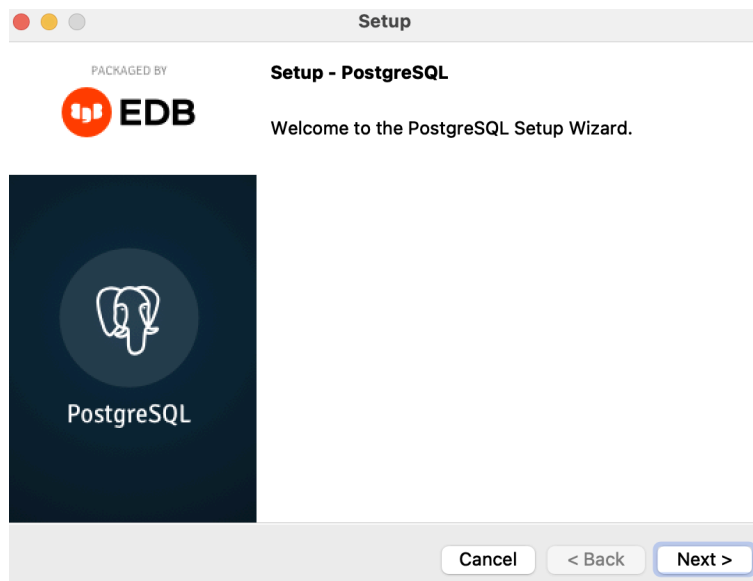 Setup
PACKAGED BY
EDB
Setup - PostgreSQL
Welcome to the PostgreSQL Setup Wizard.
PostgreSQL
Cancel
< Back
Next >